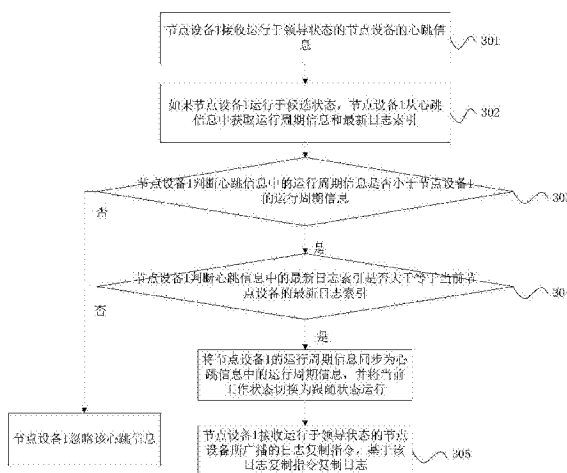 节点设备1接收运行于领导状态的节点设备的心跳信
息
301
如果节点设备1运行于候选状态，节点设备1从心跳
信息中获取运行周期信息和最新日志索引
302
节点设备1判断心跳信息中的运行周期信息是否小于节点设备1
的运行周期信息
30
否
是
节点设备1判断心跳信息中的最新日志索引是否大于等于当前节
点设备的最新日志索引
30
否
是
将节点设备1的运行周期信息同步为心
跳信息中的运行周期信息，并将当前
工作状态切换为跟随状态运行
节点设备1忽略该心跳信息
节点设备1接收运行于领导状态的节点
设备所广播的日志复制指令，基于该
日志复制指令复制日志
305